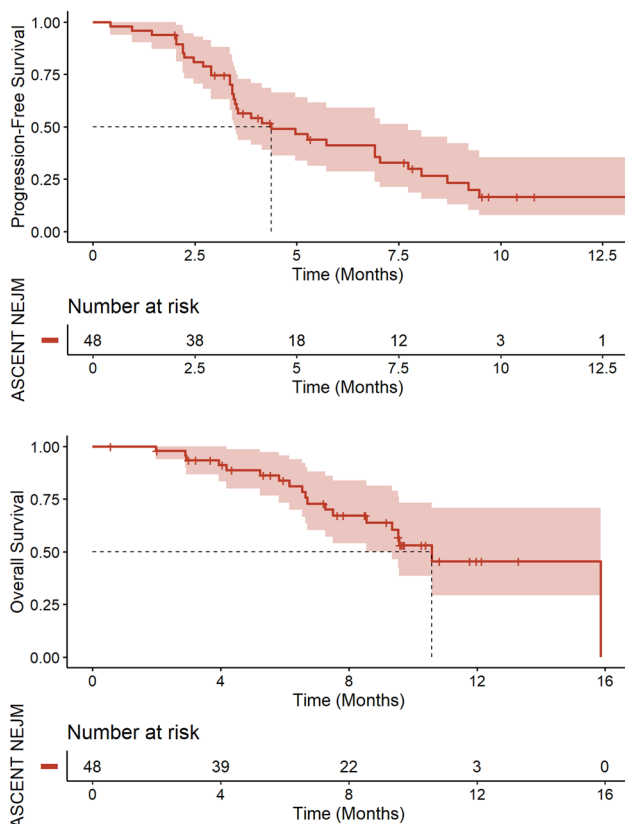 Progression-Free Survival
1.00
0.75
0.50
0.25
0.00
0 2.5 5 7.5 10 12.5
Time (Months)
Number at risk
ASCENT NEJM
48 38 18 12 3 1
0 2.5 5 7.5 10 12.5
Time (Months)
Overall Survival
1.00
0.75
0.50
0.25
0.00
0 4 8 12 16
Time (Months)
Number at risk
ASCENT NEJM
48 39 22 3 0
0 4 8 12 16
Time (Months)